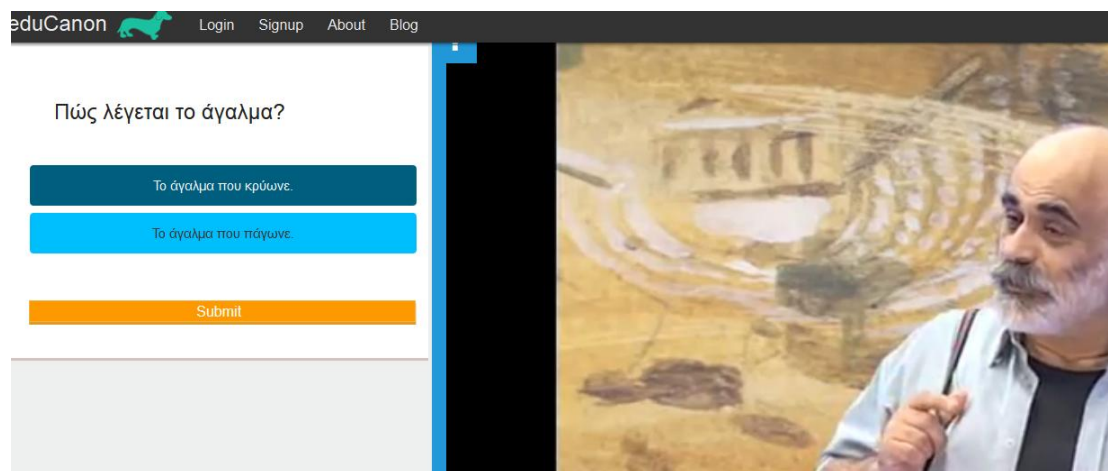 eduCanon Login Signup About Blog
Πώς λέγεται το άγαλμα?
Το άγαλμα που κρύωνε.
Το άγαλμα που πάγωνε.
Submit